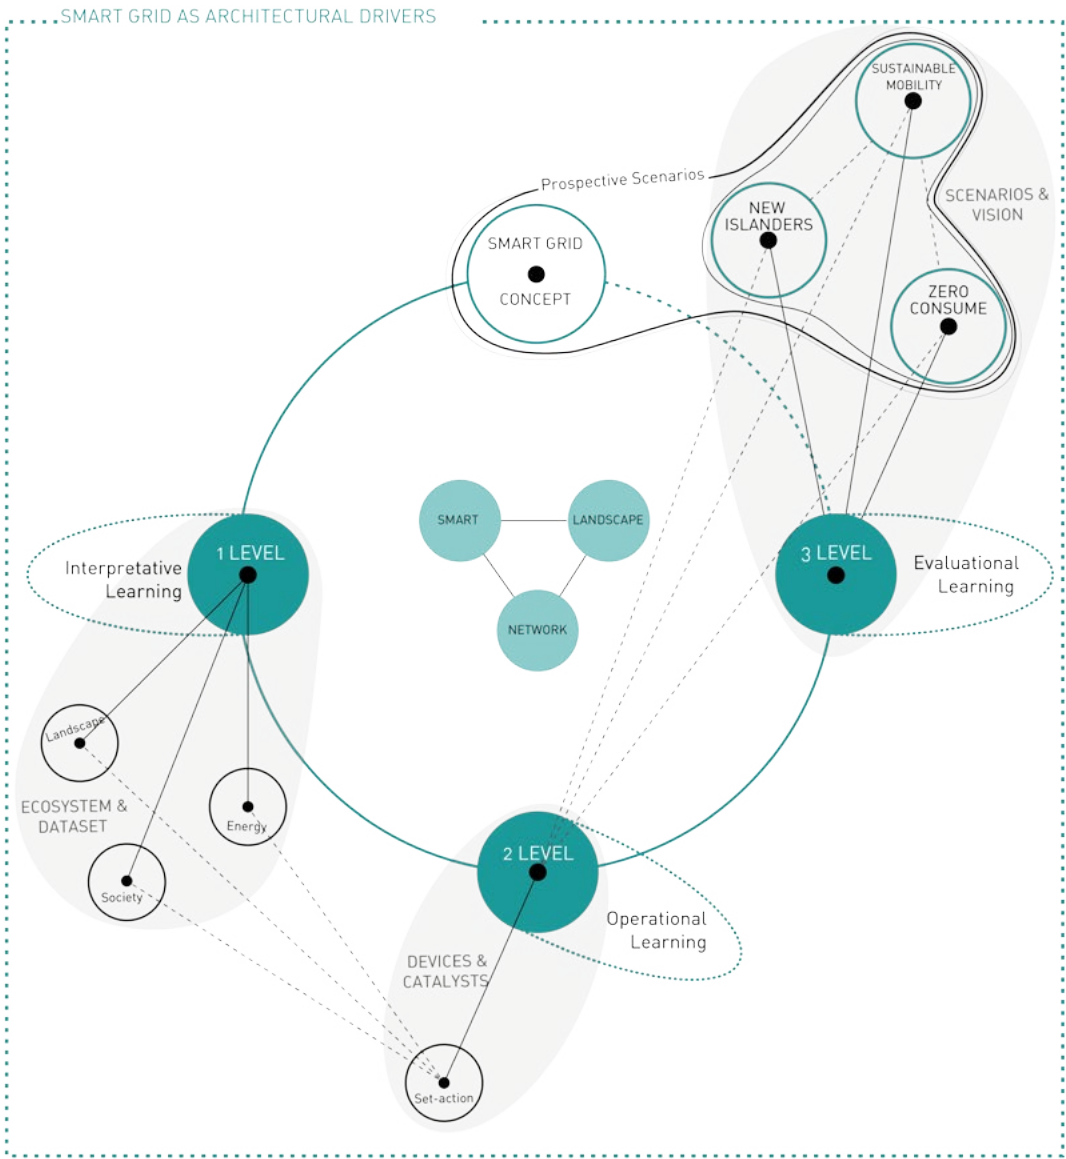 SMART GRID AS ARCHITECTURAL DRIVERS
SUSTAINABLE
MOBILITY
Prospective Scenarios
SCENARIOS &
VISION
NEW
ISLANDERS
SMART GRID
CONCEPT
ZERO
CONSUME
SMART
LANDSCAPE
NETWORK
1 LEVEL
Interpretative
Learning
3 LEVEL
Evaluational
Learning
Landscape
ECOSYSTEM &
DATASET
Energy
Society
2 LEVEL
Operational
Learning
DEVICES &
CATALYSTS
Set-action